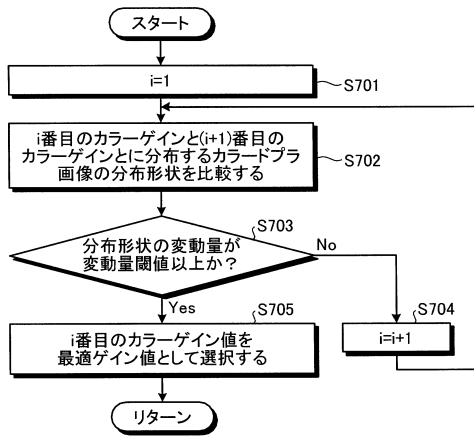 スタート
i=1
S701
i番目のカラーゲインと(i+1)番目の
カラーゲインとに分布するカラードプラ
画像の分布形状を比較する
S702
分布形状の変動量が
変動量閾値以上か？
S703
No
Yes
i番目のカラーゲイン値を
最適ゲイン値として選択する
S705
i=i+1
S704
リターン